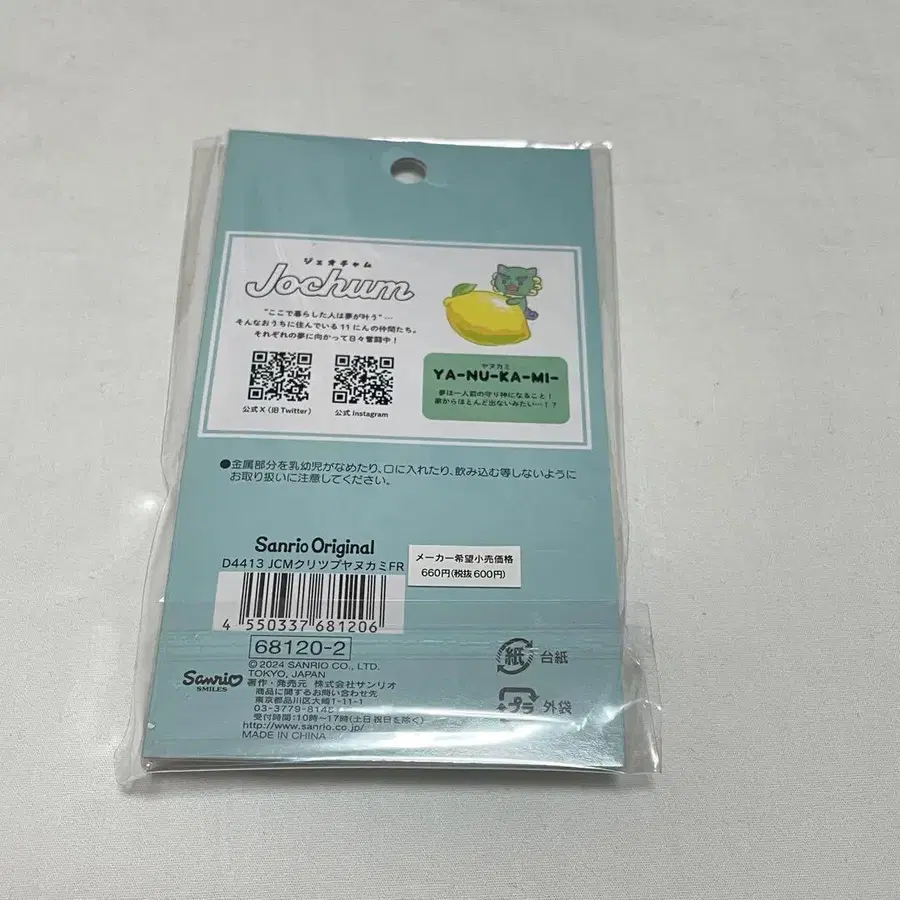 ジェオチャム
Jochum
"ここで暮らした人は夢が叶う"…
そんなおうちに住んでいる11にんの仲間たち。
それぞれの夢に向かって日々奮闘中!
公式X(旧Twitter)
公式Instagram
ヤヌカミ
YA-NU-KA-MI-
夢は一人前の守り神になること!
家からほとんど出ないみたい…!?
●金属部分を乳幼児がなめたり、口に入れたり、飲み込む等しないように
お取り扱いに注意してください。
Sanrio Original
D4413 JCMクリツプヤヌカミFR
メーカー希望小売価格
660円(税抜600円)
4 550337 681206
68120-2
Sanrio
SMILES
© 2024 SANRIO CO., LTD.
TOKYO, JAPAN
著作・発売元 株式会社サンリオ
商品に関するお問い合わせ先
東京都品川区大崎1-11-1
受付時間:10時〜17時(土日祝日を除く)
http://www.sanrio.co.jp/
MADE IN CHINA
紙 台紙
プラ 外袋